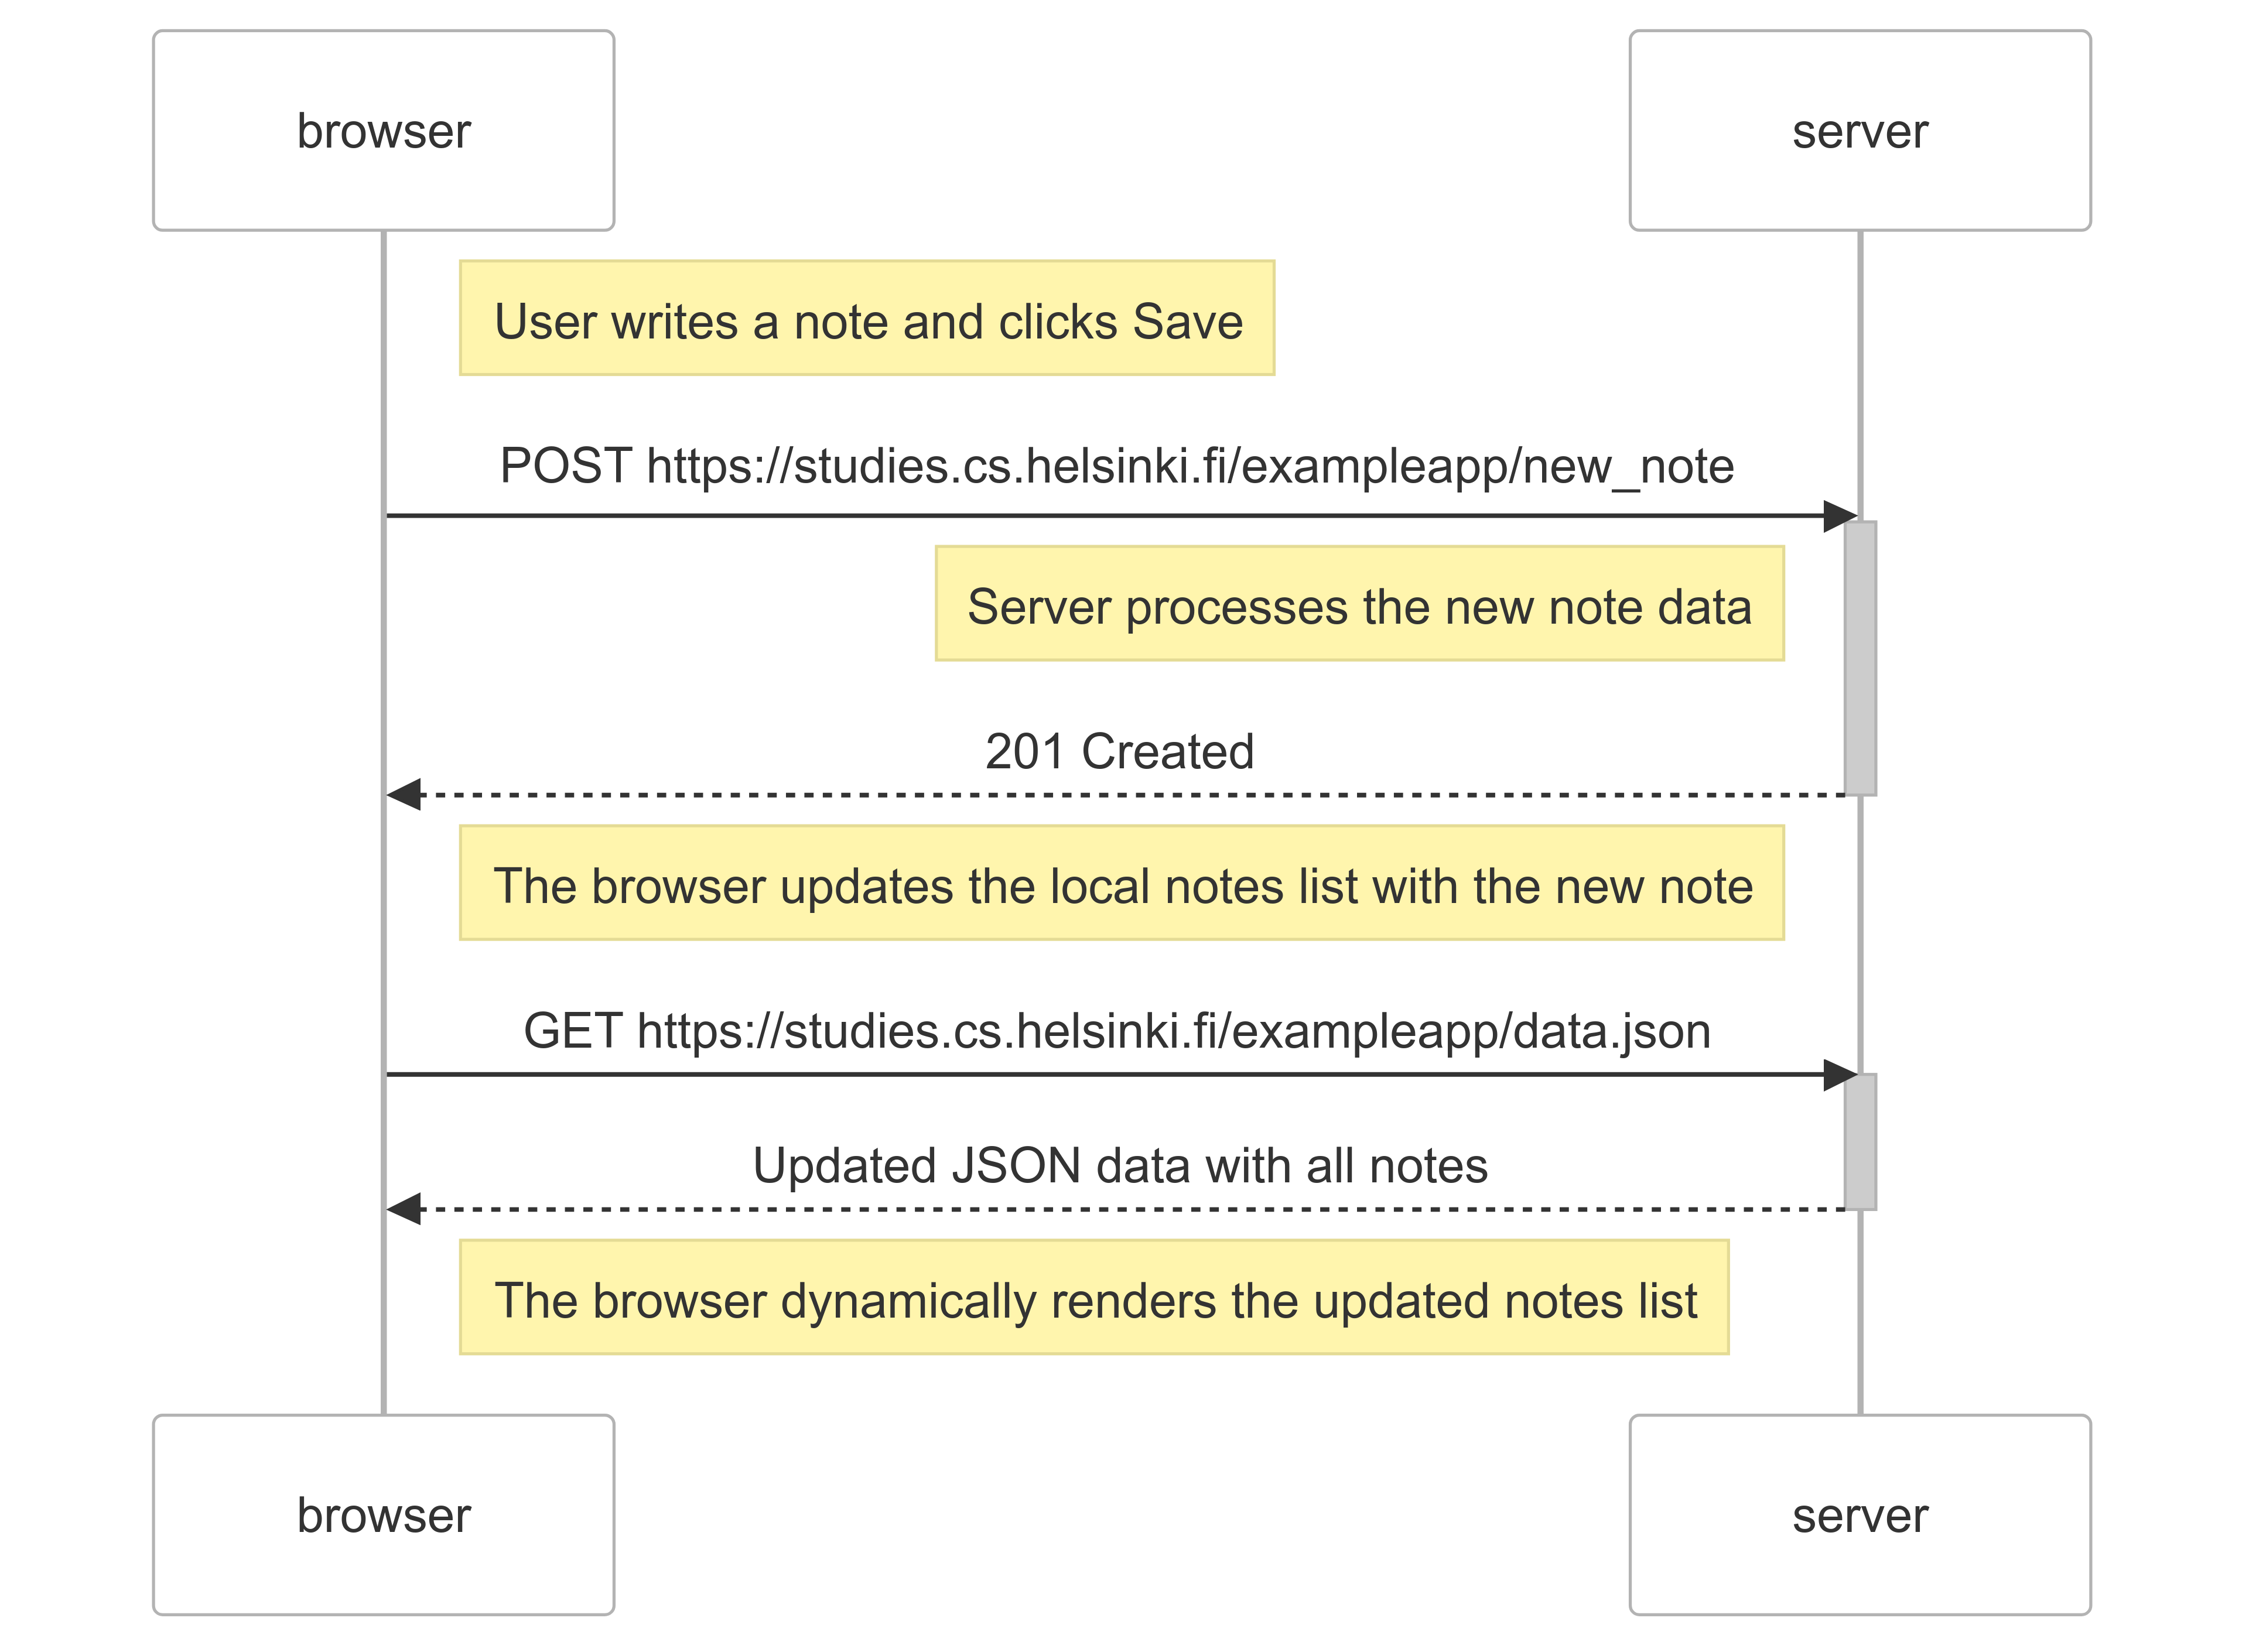 browser
server
User writes a note and clicks Save
POST https://studies.cs.helsinki.fi/exampleapp/new_note
Server processes the new note data
201 Created
The browser updates the local notes list with the new note
GET https://studies.cs.helsinki.fi/exampleapp/data.json
Updated JSON data with all notes
The browser dynamically renders the updated notes list
browser
server